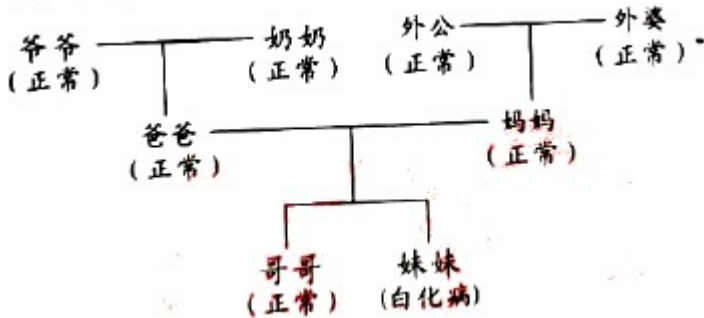 爷爷 奶奶 外公 外婆
(正常) (正常) (正常) (正常)
爸爸 妈妈
(正常) (正常)
哥哥 妹妹
(正常) (白化病)